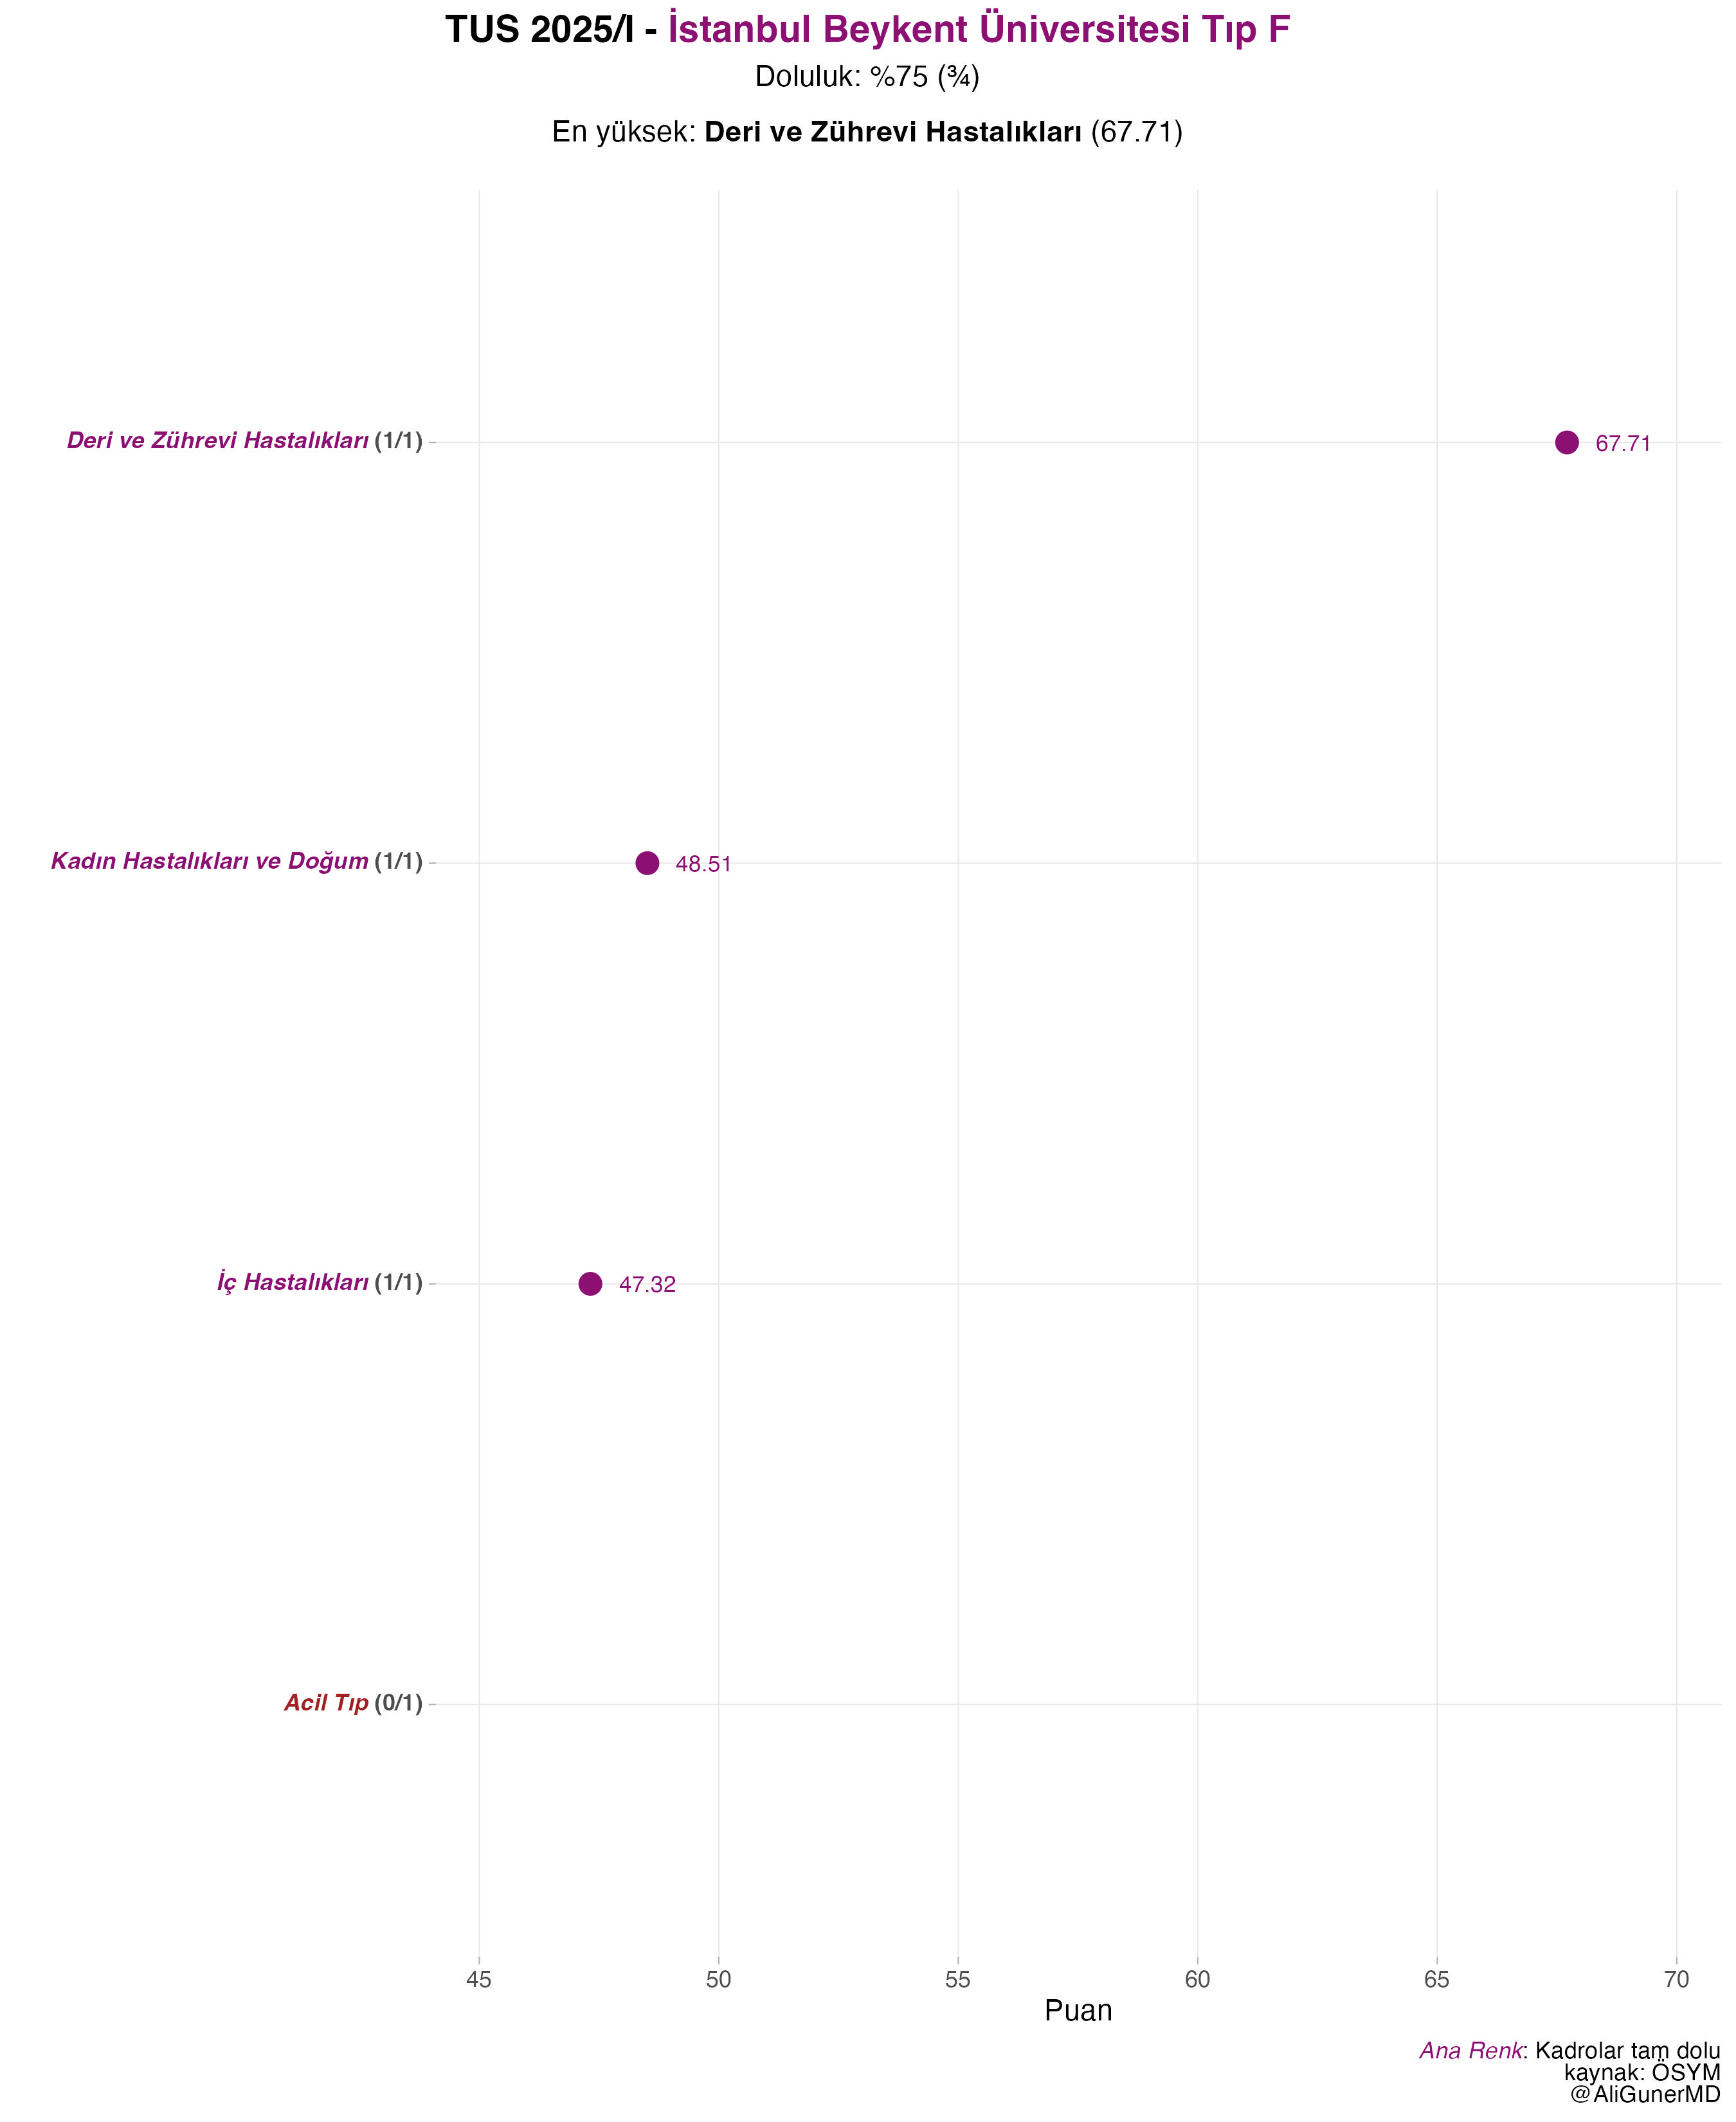 TUS 2025/I - İstanbul Beykent Üniversitesi Tıp F
Doluluk: %75 (¾)
En yüksek: Deri ve Zührevi Hastalıkları (67.71)
Deri ve Zührevi Hastalıkları (1/1)
67.71
Kadın Hastalıkları ve Doğum (1/1)
48.51
İç Hastalıkları (1/1)
47.32
Acil Tıp (0/1)
45 50 55 60 65 70
Puan
Ana Renk: Kadrolar tam dolu
kaynak: ÖSYM
@AliGunerMD